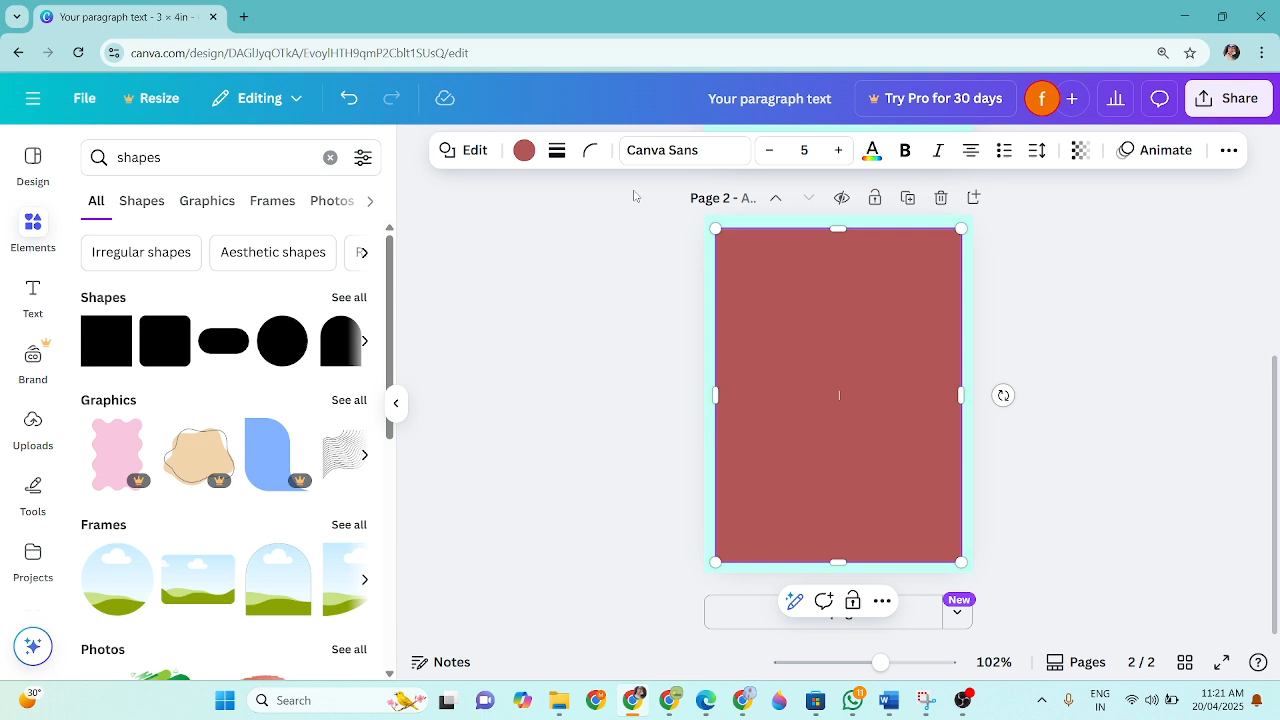 Your paragraph text - 3 × 4in -
canva.com/design/DAGlJyqOTkA/EvoylHTH9qmP2Cblt1SUsQ/edit
File
Resize
Editing
Your paragraph text
Try Pro for 30 days
f
Share
Design
Elements
Text
Brand
Uploads
Tools
Projects
shapes
All
Shapes
Graphics
Frames
Photos
Irregular shapes
Aesthetic shapes
Shapes
See all
Graphics
See all
Frames
See all
Photos
See all
Edit
Canva Sans
5
A
B
I
Animate
Page 2 - A..
New
Notes
102%
Pages
2 / 2
30°
Search
11
ENG
IN
11:21 AM
20/04/2025